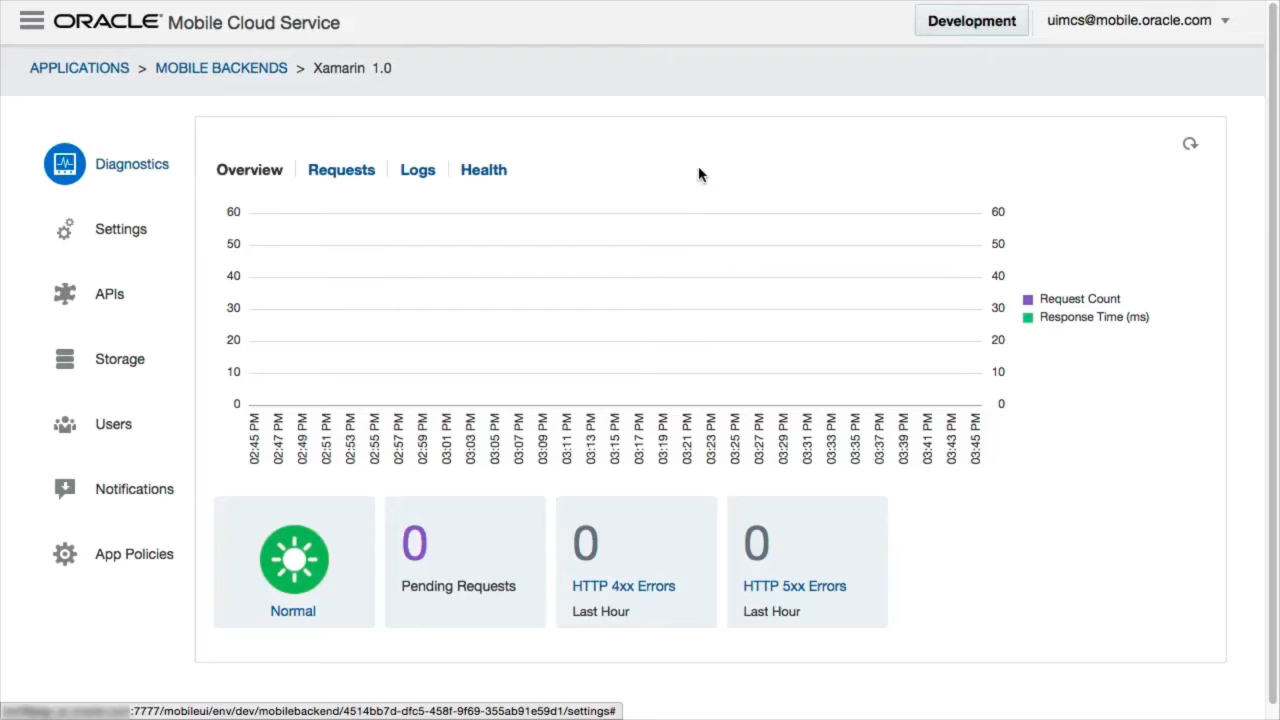 ORACLE Mobile Cloud Service
Development
uimcs@mobile.oracle.com
APPLICATIONS > MOBILE BACKENDS > Xamarin 1.0
Diagnostics
Settings
APIs
Storage
Users
Notifications
App Policies
Overview
Requests
Logs
Health
60
50
40
30
20
10
0
60
50
40
30
20
10
0
02:45 PM
02:47 PM
02:49 PM
02:51 PM
02:53 PM
02:55 PM
02:57 PM
02:59 PM
03:01 PM
03:03 PM
03:05 PM
03:07 PM
03:09 PM
03:11 PM
03:13 PM
03:15 PM
03:17 PM
03:19 PM
03:21 PM
03:23 PM
03:25 PM
03:27 PM
03:29 PM
03:31 PM
03:33 PM
03:35 PM
03:37 PM
03:39 PM
03:41 PM
03:43 PM
03:45 PM
Request Count
Response Time (ms)
Normal
0
Pending Requests
0
HTTP 4xx Errors
Last Hour
0
HTTP 5xx Errors
Last Hour
:7777/mobileui/env/dev/mobilebackend/4514bb7d-dfc5-458f-9f69-355ab91e59d1/settings#